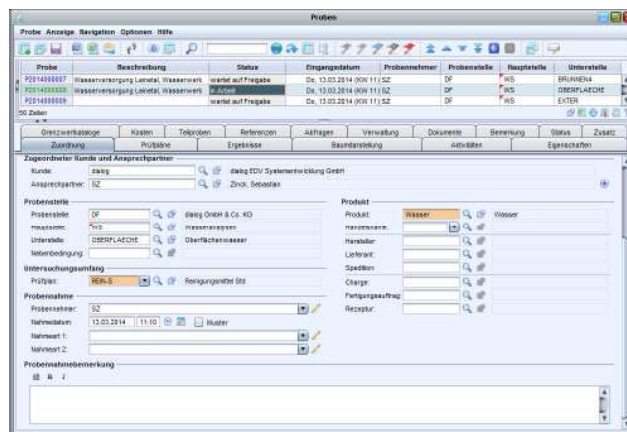 Proben
Probe Anzeige Navigation Optionen Hilfe
Probe Beschreibung Status Eingangsdatum Probennehmer Probenstelle Hauptstelle Unterstelle
P2014000007 Wasserversorgung Leinetal, Wasserwerk wartet auf Freigabe Do, 13.03.2014 (KW 11) SZ DF WS BRUNNEN4
P2014000008 Wasserversorgung Leinetal, Wasserwerk in Arbeit Do, 13.03.2014 (KW 11) SZ DF WS OBERFLAECHE
P2014000009 wartet auf Freigabe Do, 13.03.2014 (KW 11) SZ DF WS EXTER
50 Zeilen
Grenzwertkataloge Kosten Teilproben Referenzen Abfragen Verwaltung Dokumente Bemerkung Status Zusatz
Zuordnung Prüfpläne Ergebnisse Baumdarstellung Aktivitäten Eigenschaften
Zugeordneter Kunde und Ansprechpartner
Kunde: dialog dialog EDV Systementwicklung GmbH
Ansprechpartner: SZ Zinck, Sebastian
Probenstelle Produkt
Probenstelle: DF dialog GmbH & Co. KG Produkt: Wasser Wasser
Hauptstelle: WS Wasseranalysen Handelsname:
Unterstelle: OBERFLAECHE Oberflächenwasser Hersteller:
Nebenbedingung: Lieferant:
Untersuchungsumfang Spedition:
Prüfplan: REIN-S Reinigungsmittel Std Charge:
Probennahme Fertigungsauftrag:
Probennehmer: SZ Rezeptur:
Nahmedatum: 13.03.2014 11:10 Muster
Nahmeart 1:
Nahmeart 2:
Probennahmebemerkung
B I